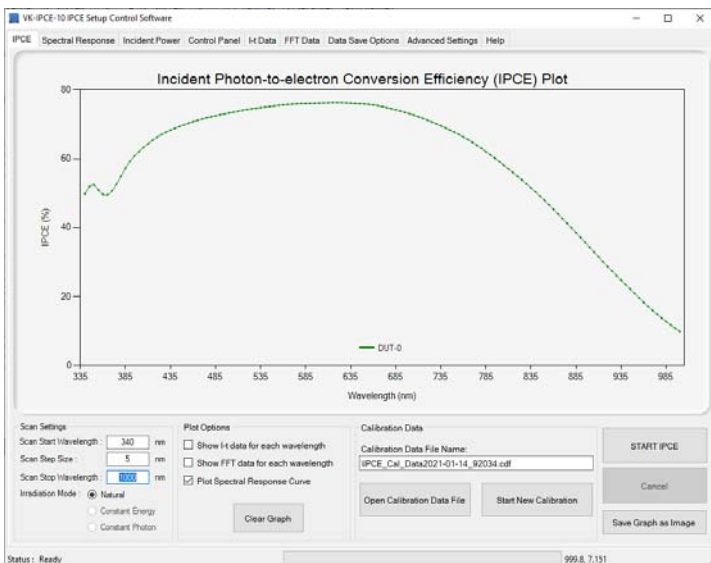 VK-IPCE-10 IPCE Setup Control Software
IPCE Spectral Response Incident Power Control Panel I-t Data FFT Data Data Save Options Advanced Settings Help
Incident Photon-to-electron Conversion Efficiency (IPCE) Plot
80
60
40
20
0
IPCE (%)
DUT-0
335 385 435 485 535 585 635 685 735 785 835 885 935 985
Wavelength (nm)
Scan Settings
Scan Start Wavelength : 340 nm
Scan Step Size : 5 nm
Scan Stop Wavelength : 1000 nm
Irradiation Mode : Natural
Constant Energy
Constant Photon
Plot Options
Show I-t data for each wavelength
Show FFT data for each wavelength
Plot Spectral Response Curve
Clear Graph
Calibration Data
Calibration Data File Name:
IPCE_Cal_Data2021-01-14_92034.cdf
Open Calibration Data File
Start New Calibration
START IPCE
Cancel
Save Graph as Image
Status : Ready
999.8, 7.151